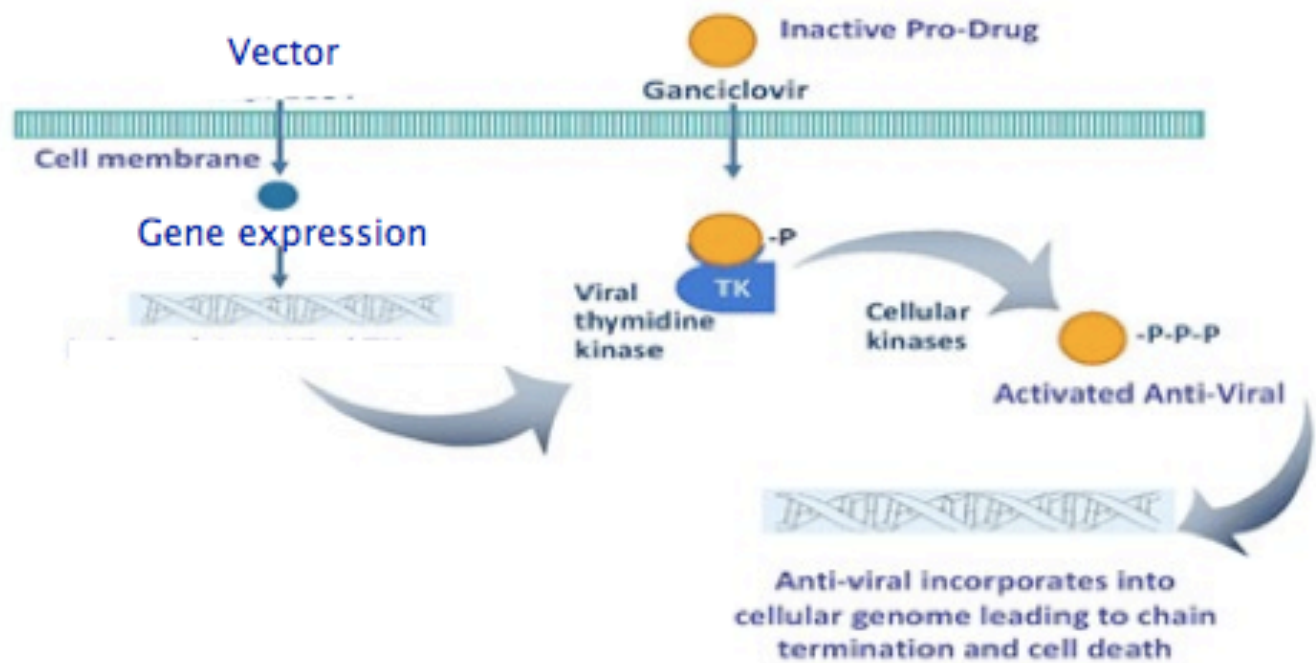 Vector
Inactive Pro-Drug
Ganciclovir
Cell membrane
Gene expression
-P
TK
Viral
thymidine
kinase
Cellular
kinases
-P-P-P
Activated Anti-Viral
Anti-viral incorporates into
cellular genome leading to chain
termination and cell death